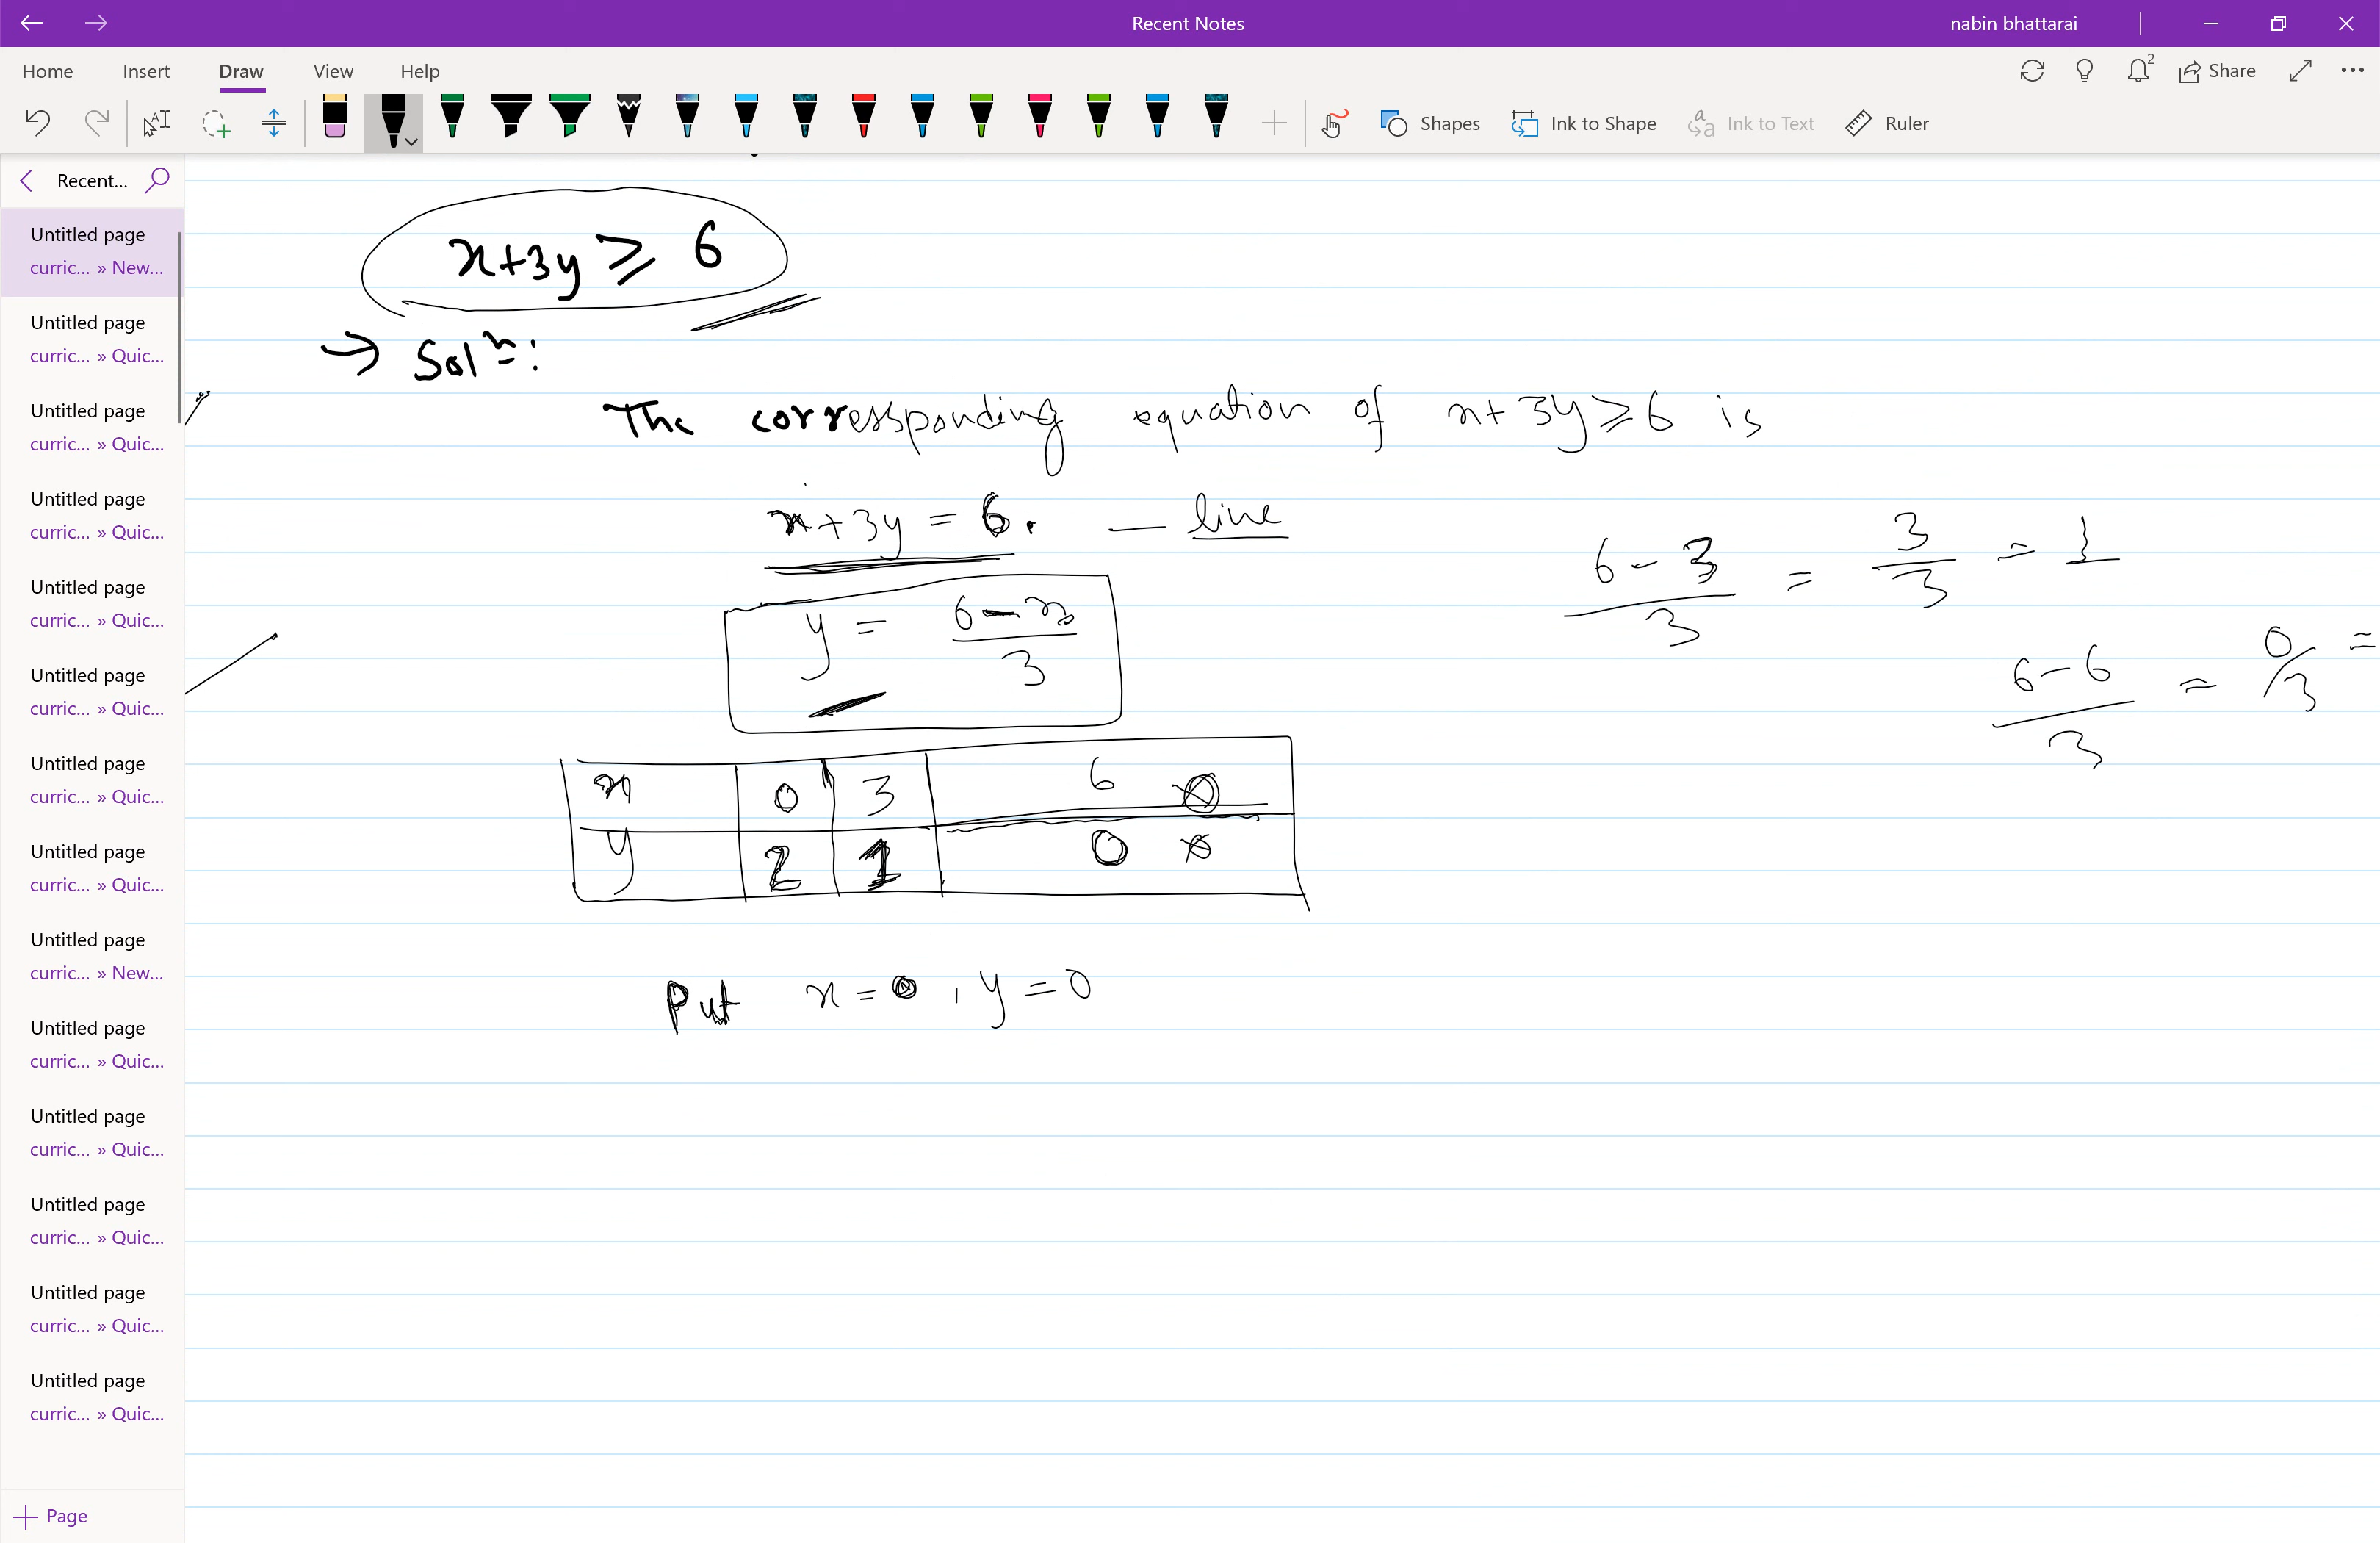 Recent Notes nabin bhattarai
Home Insert Draw View Help 2 Share
Shapes Ink to Shape Ink to Text Ruler
Recent...
Untitled page
curric... » New...
Untitled page
curric... » Quic...
Untitled page
curric... » Quic...
Untitled page
curric... » Quic...
Untitled page
curric... » Quic...
Untitled page
curric... » Quic...
Untitled page
curric... » Quic...
Untitled page
curric... » Quic...
Untitled page
curric... » New...
Untitled page
curric... » Quic...
Untitled page
curric... » Quic...
Untitled page
curric... » Quic...
Untitled page
curric... » Quic...
Untitled page
curric... » Quic...
Page
x+3y ≥ 6
→ Solⁿ:
The corresponding equation of x+3y≥6 is
x+3y = 6. — line
y = (6-x)/3
x 0 3 6
y 2 1 0
Put x=0, y=0
(6-3)/3 = 3/3 = 1
(6-6)/3 = 0/3 =